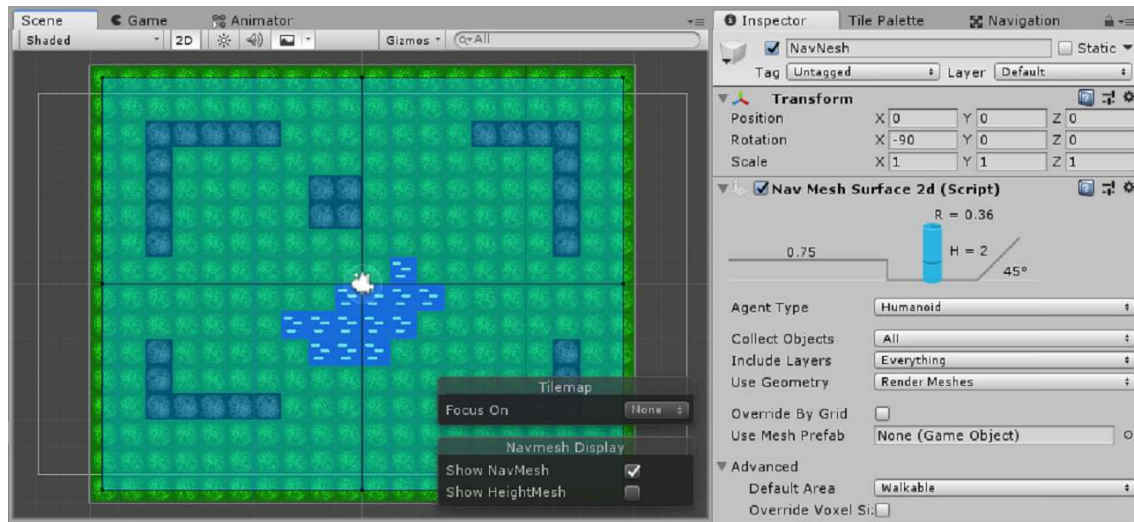 Scene Game Animator
Shaded 2D Gizmos All
Tilemap
Focus On None
Navmesh Display
Show NavMesh
Show HeightMesh
Inspector Tile Palette Navigation
NavNesh Static
Tag Untagged Layer Default
Transform
Position X 0 Y 0 Z 0
Rotation X -90 Y 0 Z 0
Scale X 1 Y 1 Z 1
Nav Mesh Surface 2d (Script)
R = 0.36
0.75 H = 2
45°
Agent Type Humanoid
Collect Objects All
Include Layers Everything
Use Geometry Render Meshes
Override By Grid
Use Mesh Prefab None (Game Object)
Advanced
Default Area Walkable
Override Voxel Si: